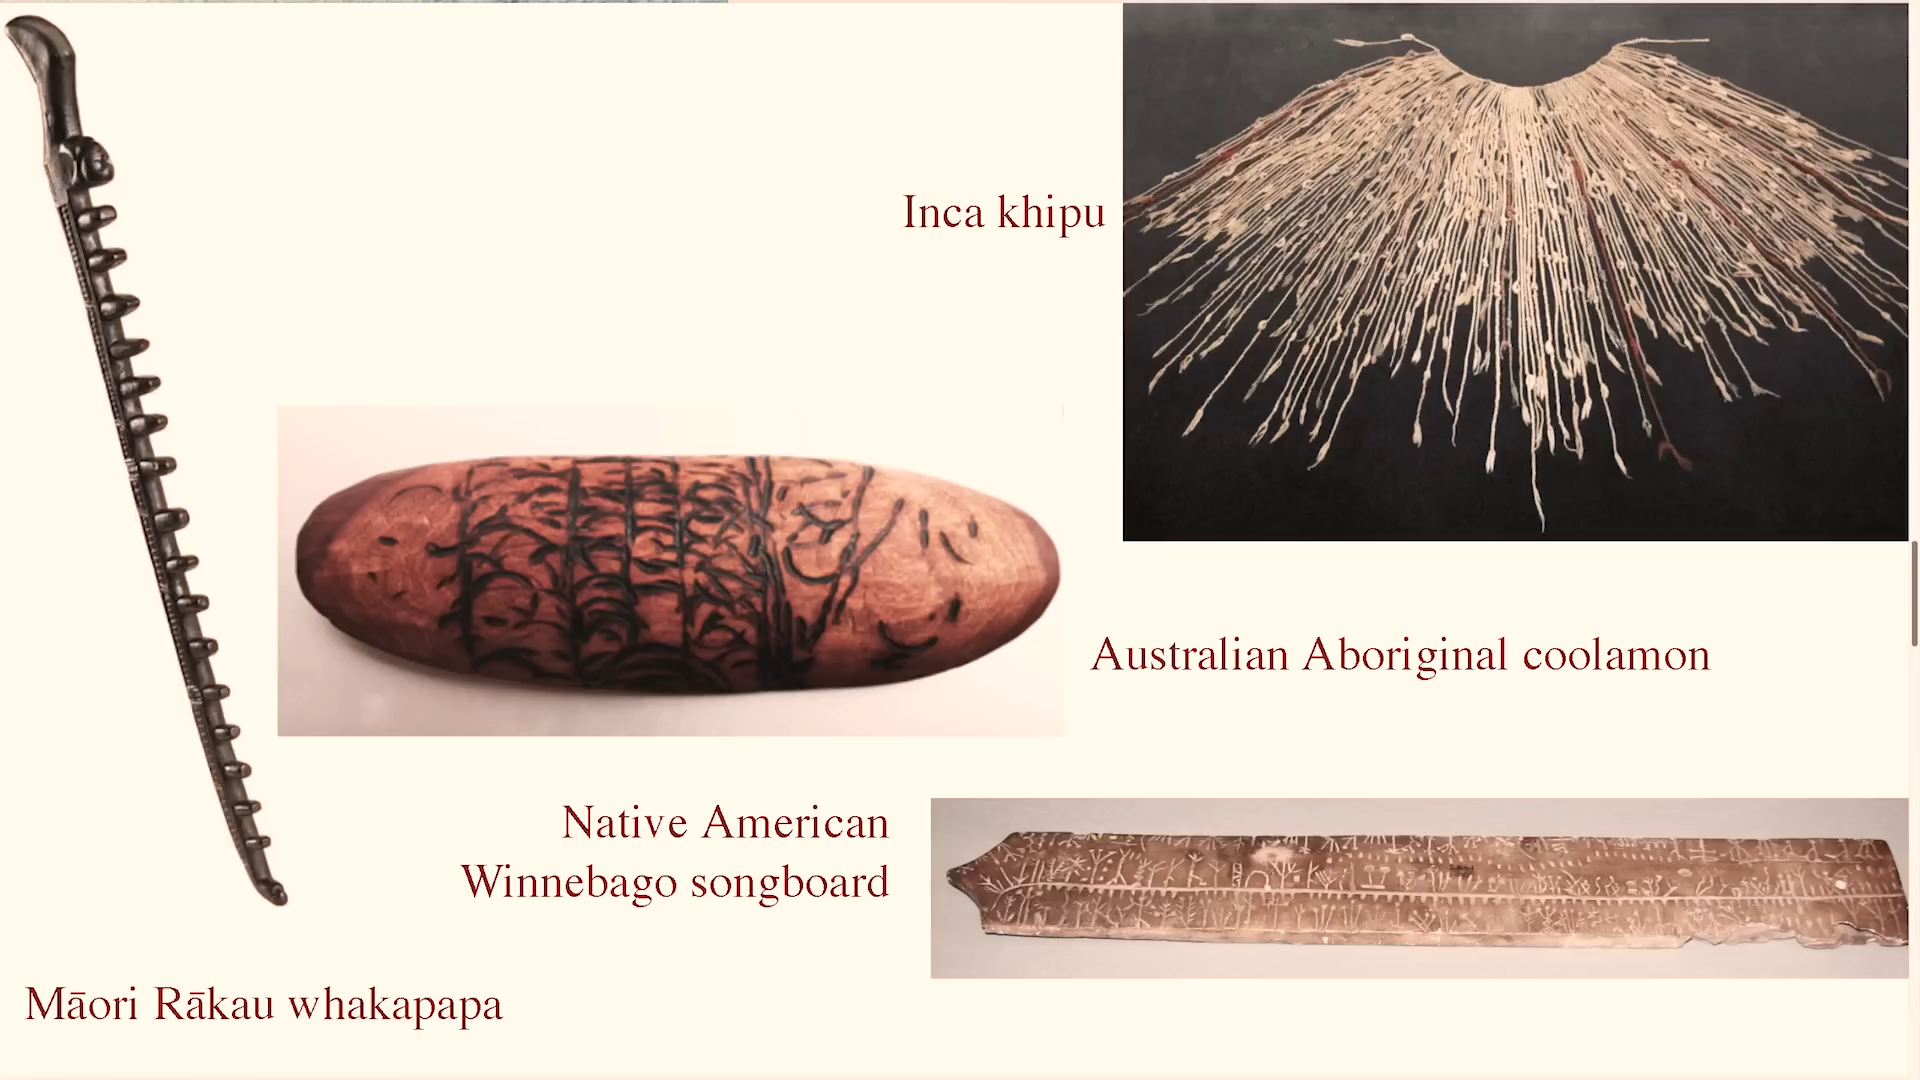 Inca khipu
Australian Aboriginal coolamon
Native American
Winnebago songboard
Māori Rākau whakapapa